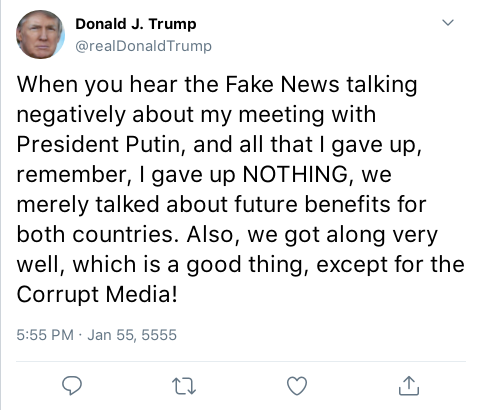 Donald J. Trump
@realDonaldTrump
When you hear the Fake News talking
negatively about my meeting with
President Putin, and all that I gave up,
remember, I gave up NOTHING, we
merely talked about future benefits for
both countries. Also, we got along very
well, which is a good thing, except for the
Corrupt Media!
5:55 PM · Jan 55, 5555